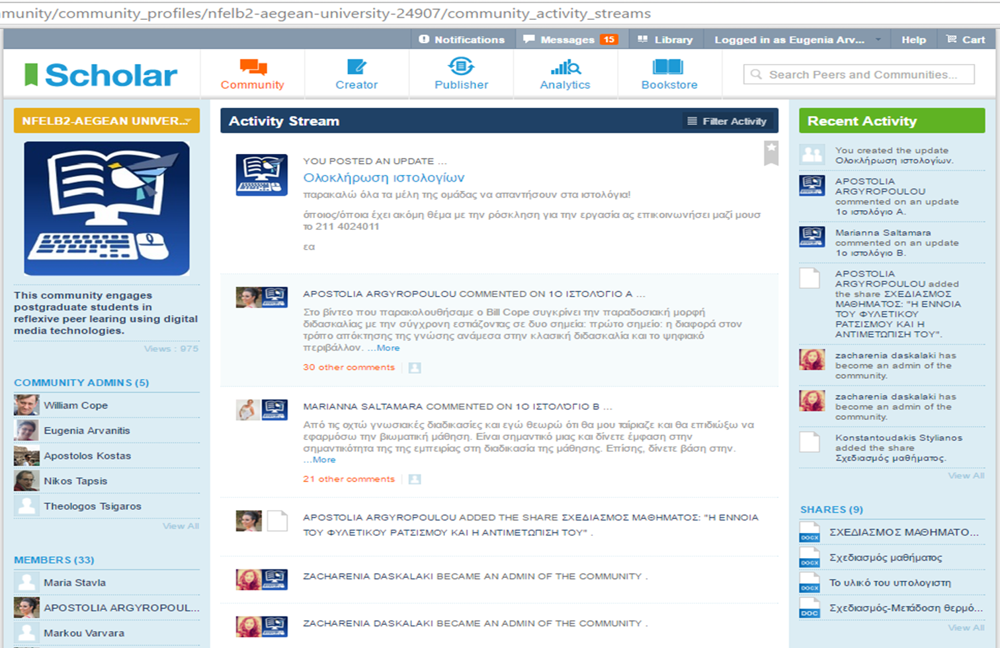 munity/community_profiles/nfelb2-aegean-university-24907/community_activity_streams
Notifications
Messages 15
Library
Logged in as Eugenia Arv...
Help
Cart
Scholar
Community
Creator
Publisher
Analytics
Bookstore
Search Peers and Communities...
NFELB2-AEGEAN UNIVER...
This community engages
postgraduate students in
reflexive peer learing using digital
media technologies.
Views : 975
COMMUNITY ADMINS (5)
William Cope
Eugenia Arvanitis
Apostolos Kostas
Nikos Tapsis
Theologos Tsigaros
View All
MEMBERS (33)
Maria Stavla
APOSTOLIA ARGYROPOUL...
Markou Varvara
Activity Stream
Filter Activity
YOU POSTED AN UPDATE ...
Ολοκλήρωση ιστολογίων
παρακαλώ όλα τα μέλη της ομάδας να απαντήσουν στα ιστολόγια!
όποιος/όποια έχει ακόμη θέμα με την ρόσκληση για την εργασία ας επικοινωνήσει μαζί μουσ
το 211 4024011
εα
APOSTOLIA ARGYROPOULOU COMMENTED ON 1Ο ΙΣΤΟΛΌΓΙΟ Α ...
Στο βίντεο που παρακολουθήσαμε ο Bill Cope συγκρίνει την παραδοσιακή μορφή
διδασκαλίας με την σύγχρονη εστιάζοντας σε δυο σημεία: πρώτο σημείο: η διαφορά στον
τρόπο απόκτησης της γνώσης ανάμεσα στην κλασική διδασκαλία και το ψηφιακό
περιβάλλον. ...More
30 other comments
MARIANNA SALTAMARA COMMENTED ON 1Ο ΙΣΤΟΛΌΓΙΟ Β ...
Από τις οχτώ γνωσιακές διαδικασίες και εγώ θεωρώ ότι θα μου ταίριαζε και θα επιδιώξω να
εφαρμόσω την βιωματική μάθηση. Είναι σημαντικό μιας και δίνετε έμφαση στην
σημαντικότητα της της εμπειρίας στη διαδικασία της μάθησης. Επίσης, δίνετε βάση στην.
...More
21 other comments
APOSTOLIA ARGYROPOULOU ADDED THE SHARE ΣΧΕΔΙΑΣΜΟΣ ΜΑΘΗΜΑΤΟΣ: "Η ΕΝΝΟΙΑ
ΤΟΥ ΦΥΛΕΤΙΚΟΥ ΡΑΤΣΙΣΜΟΥ ΚΑΙ Η ΑΝΤΙΜΕΤΩΠΙΣΗ ΤΟΥ" .
ZACHARENIA DASKALAKI BECAME AN ADMIN OF THE COMMUNITY .
ZACHARENIA DASKALAKI BECAME AN ADMIN OF THE COMMUNITY .
Recent Activity
You created the update
Ολοκλήρωση ιστολογίων.
APOSTOLIA
ARGYROPOULOU
commented on an update
1ο ιστολόγιο Α.
Marianna Saltamara
commented on an update
1ο ιστολόγιο Β.
APOSTOLIA
ARGYROPOULOU added
the share ΣΧΕΔΙΑΣΜΟΣ
ΜΑΘΗΜΑΤΟΣ: "Η ΕΝΝΟΙΑ
ΤΟΥ ΦΥΛΕΤΙΚΟΥ
ΡΑΤΣΙΣΜΟΥ ΚΑΙ Η
ΑΝΤΙΜΕΤΩΠΙΣΗ ΤΟΥ".
zacharenia daskalaki has
become an admin of the
community.
zacharenia daskalaki has
become an admin of the
community.
Konstantoudakis Stylianos
added the share
Σχεδιασμός μαθήματος.
View All
SHARES (9)
DOCX ΣΧΕΔΙΑΣΜΟΣ ΜΑΘΗΜΑΤΟ...
DOCX Σχεδιασμός μαθήματος
DOCX Το υλικό του υπολογιστη
DOC Σχεδιασμός-Μετάδοση θερμό...
View All